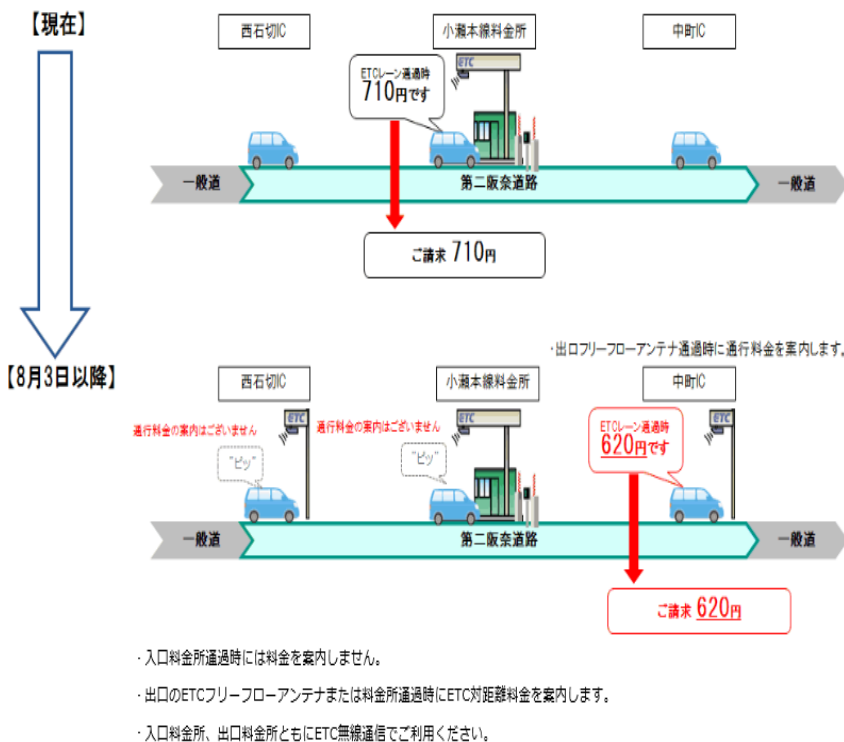 【現在】
西石切IC
小瀬本線料金所
中町IC
ETC
ETCレーン通過時
710円です
一般道
第二阪奈道路
一般道
ご請求 710円
・出口フリーフローアンテナ通過時に通行料金を案内します。
【8月3日以降】
西石切IC
小瀬本線料金所
中町IC
ETC
通行料金の案内はございません
"ピッ"
ETC
通行料金の案内はございません
"ピッ"
ETC
ETCレーン通過時
620円です
一般道
第二阪奈道路
一般道
ご請求 620円
・入口料金所通過時には料金を案内しません。
・出口のETCフリーフローアンテナまたは料金所通過時にETC対距離料金を案内します。
・入口料金所、出口料金所ともにETC無線通信でご利用ください。